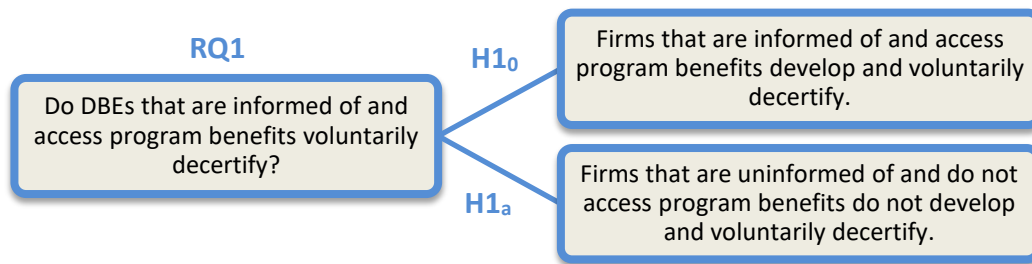 RQ1
Do DBEs that are informed of and
access program benefits voluntarily
decertify?
H1₀
Firms that are informed of and access
program benefits develop and voluntarily
decertify.
H1ₐ
Firms that are uninformed of and do not
access program benefits do not develop
and voluntarily decertify.